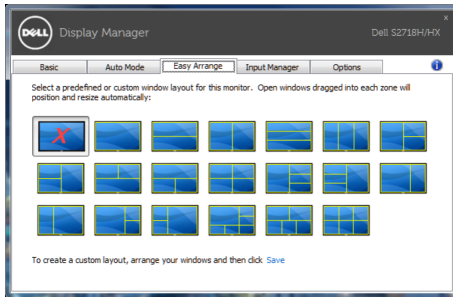 DELL Display Manager
Dell S2718H/HX
x
Basic Auto Mode Easy Arrange Input Manager Options i
Select a predefined or custom window layout for this monitor. Open windows dragged into each zone will
position and resize automatically:
X
To create a custom layout, arrange your windows and then click Save